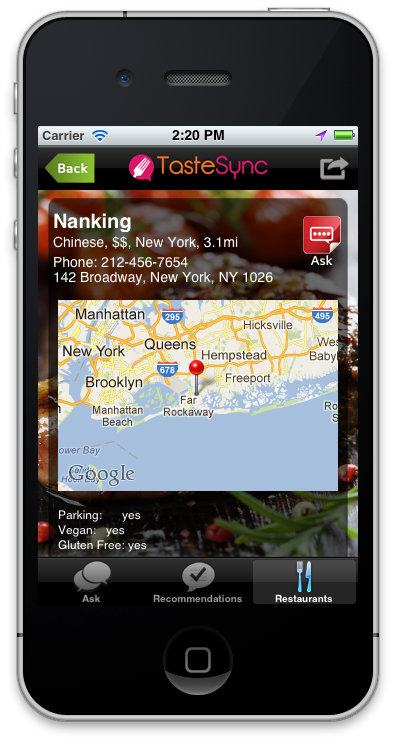 Carrier 2:20 PM
Back TasteSync
Nanking
Chinese, $$, New York, 3.1mi
Phone: 212-456-7654
142 Broadway, New York, NY 1026
Ask
Manhattan 295 495
Hicksville
New York Queens Wes
Hempstead Baby
678
Brooklyn Freeport
Manhattan
Beach
Far
Rockaway
Ro
S
ower Bay
Google
Parking: yes
Vegan: yes
Gluten Free: yes
Ask Recommendations Restaurants